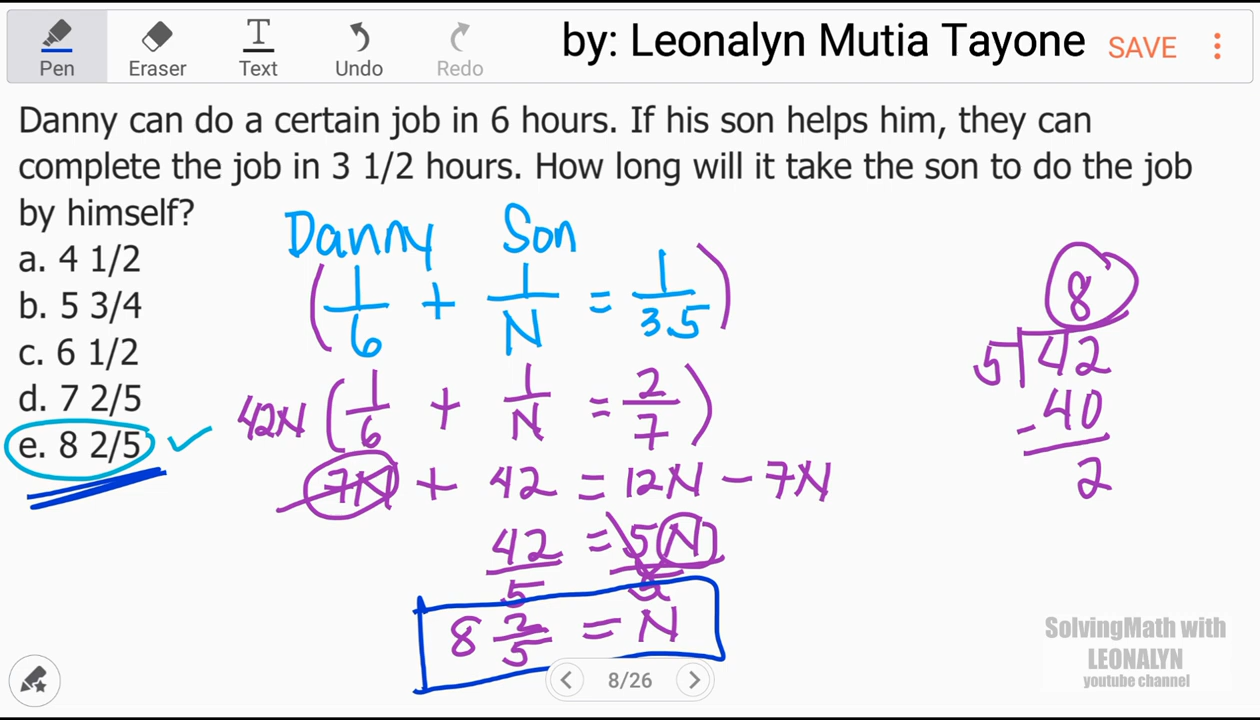 Pen Eraser Text Undo Redo by: Leonalyn Mutia Tayone SAVE
Danny can do a certain job in 6 hours. If his son helps him, they can
complete the job in 3 1/2 hours. How long will it take the son to do the job
by himself?
a. 4 1/2
b. 5 3/4
c. 6 1/2
d. 7 2/5
e. 8 2/5 ✓
Danny Son
(1/6 + 1/N = 1/3.5)
42N (1/6 + 1/N = 2/7)
7N + 42 = 12N - 7N
42/5 = 5(N)/5
8 2/5 = N
8
5 42
- 40
2
8/26
SolvingMath with
LEONALYN
youtube channel